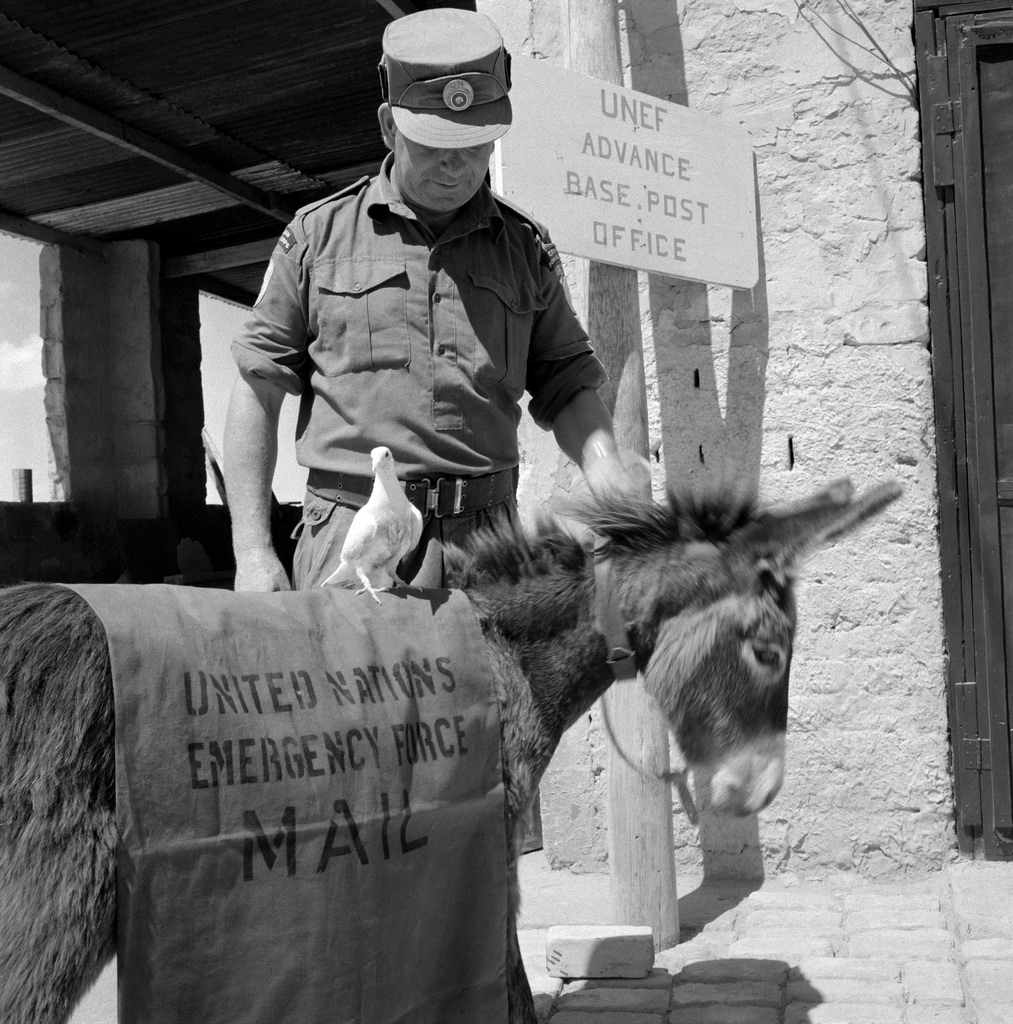 UNEF
ADVANCE
BASE.POST
OFFICE
UNITED NATIONS
EMERGENCY FORCE
MAIL